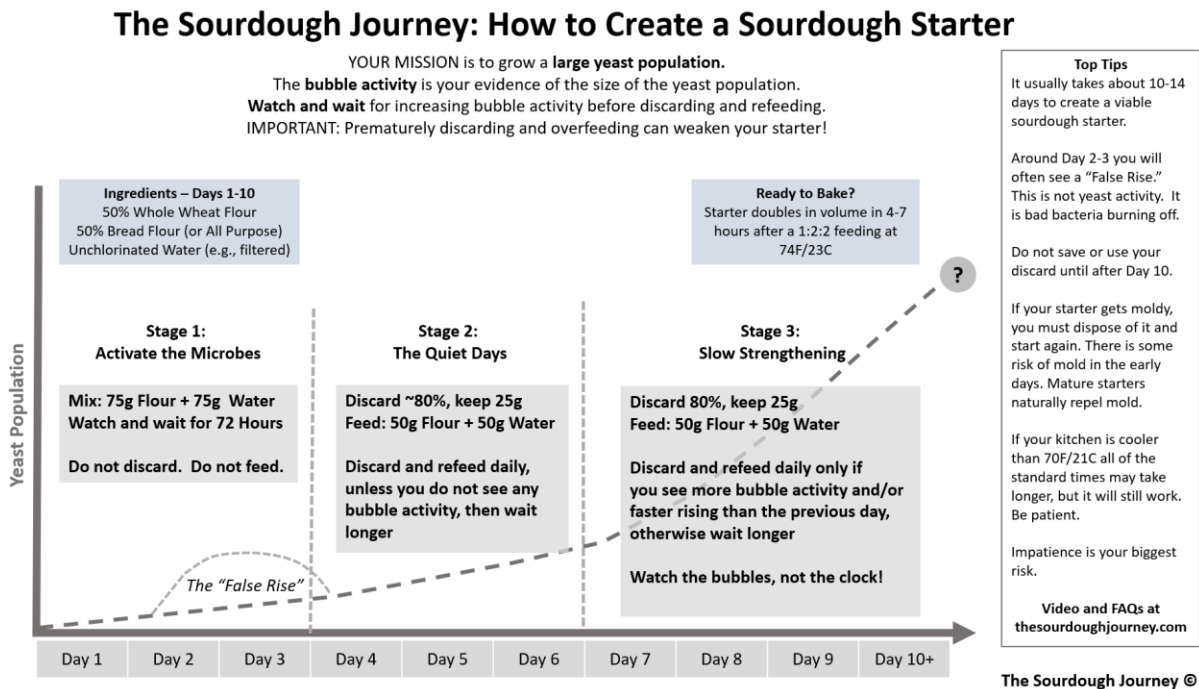 The Sourdough Journey: How to Create a Sourdough Starter
YOUR MISSION is to grow a large yeast population.
The bubble activity is your evidence of the size of the yeast population.
Watch and wait for increasing bubble activity before discarding and refeeding.
IMPORTANT: Prematurely discarding and overfeeding can weaken your starter!
Ingredients – Days 1-10
50% Whole Wheat Flour
50% Bread Flour (or All Purpose)
Unchlorinated Water (e.g., filtered)
Ready to Bake?
Starter doubles in volume in 4-7
hours after a 1:2:2 feeding at
74F/23C
?
Yeast Population
Stage 1:
Activate the Microbes
Mix: 75g Flour + 75g Water
Watch and wait for 72 Hours
Do not discard. Do not feed.
The “False Rise”
Stage 2:
The Quiet Days
Discard ~80%, keep 25g
Feed: 50g Flour + 50g Water
Discard and refeed daily,
unless you do not see any
bubble activity, then wait
longer
Stage 3:
Slow Strengthening
Discard 80%, keep 25g
Feed: 50g Flour + 50g Water
Discard and refeed daily only if
you see more bubble activity and/or
faster rising than the previous day,
otherwise wait longer
Watch the bubbles, not the clock!
Day 1
Day 2
Day 3
Day 4
Day 5
Day 6
Day 7
Day 8
Day 9
Day 10+
Top Tips
It usually takes about 10-14
days to create a viable
sourdough starter.
Around Day 2-3 you will
often see a “False Rise.”
This is not yeast activity. It
is bad bacteria burning off.
Do not save or use your
discard until after Day 10.
If your starter gets moldy,
you must dispose of it and
start again. There is some
risk of mold in the early
days. Mature starters
naturally repel mold.
If your kitchen is cooler
than 70F/21C all of the
standard times may take
longer, but it will still work.
Be patient.
Impatience is your biggest
risk.
Video and FAQs at
thesourdoughjourney.com
The Sourdough Journey ©